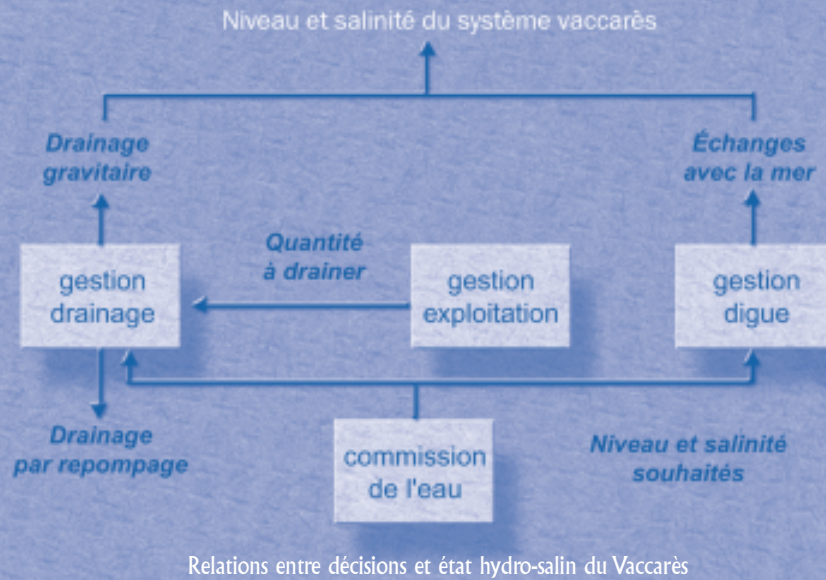 Niveau et salinité du système vaccarès
Drainage
gravitaire
Échanges
avec la mer
Quantité
à drainer
gestion
drainage
gestion
exploitation
gestion
digue
Drainage
par repompage
commission
de l'eau
Niveau et salinité
souhaités
Relations entre décisions et état hydro-salin du Vaccarès